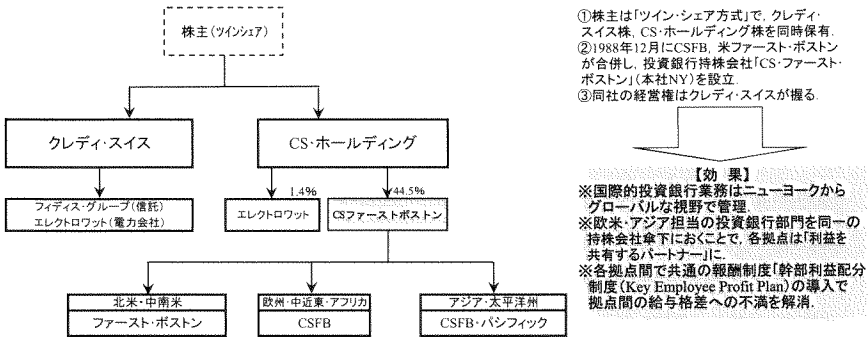 株主(ツインシェア)
クレディ・スイス
CS・ホールディング
フィディス・グループ(信託)
エレクトロワット(電力会社)
1.4%
44.5%
エレクトロワット
CSファーストボストン
北米・中南米
ファースト・ボストン
欧州・中近東・アフリカ
CSFB
アジア・太平洋州
CSFB・パシフィック
①株主は「ツイン・シェア方式」で, クレディ・
スイス株, CS・ホールディング株を同時保有.
②1988年12月にCSFB, 米ファースト・ボストン
が合併し, 投資銀行持株会社「CS・ファースト・
ボストン」(本社NY)を設立.
③同社の経営権はクレディ・スイスが握る.
【効 果】
※国際的投資銀行業務はニューヨークから
グローバルな視野で管理.
※欧米・アジア担当の投資銀行部門を同一の
持株会社傘下におくことで, 各拠点は「利益を
共有するパートナー」に.
※各拠点間で共通の報酬制度「幹部利益配分
制度(Key Employee Profit Plan)の導入で
拠点間の給与格差への不満を解消.